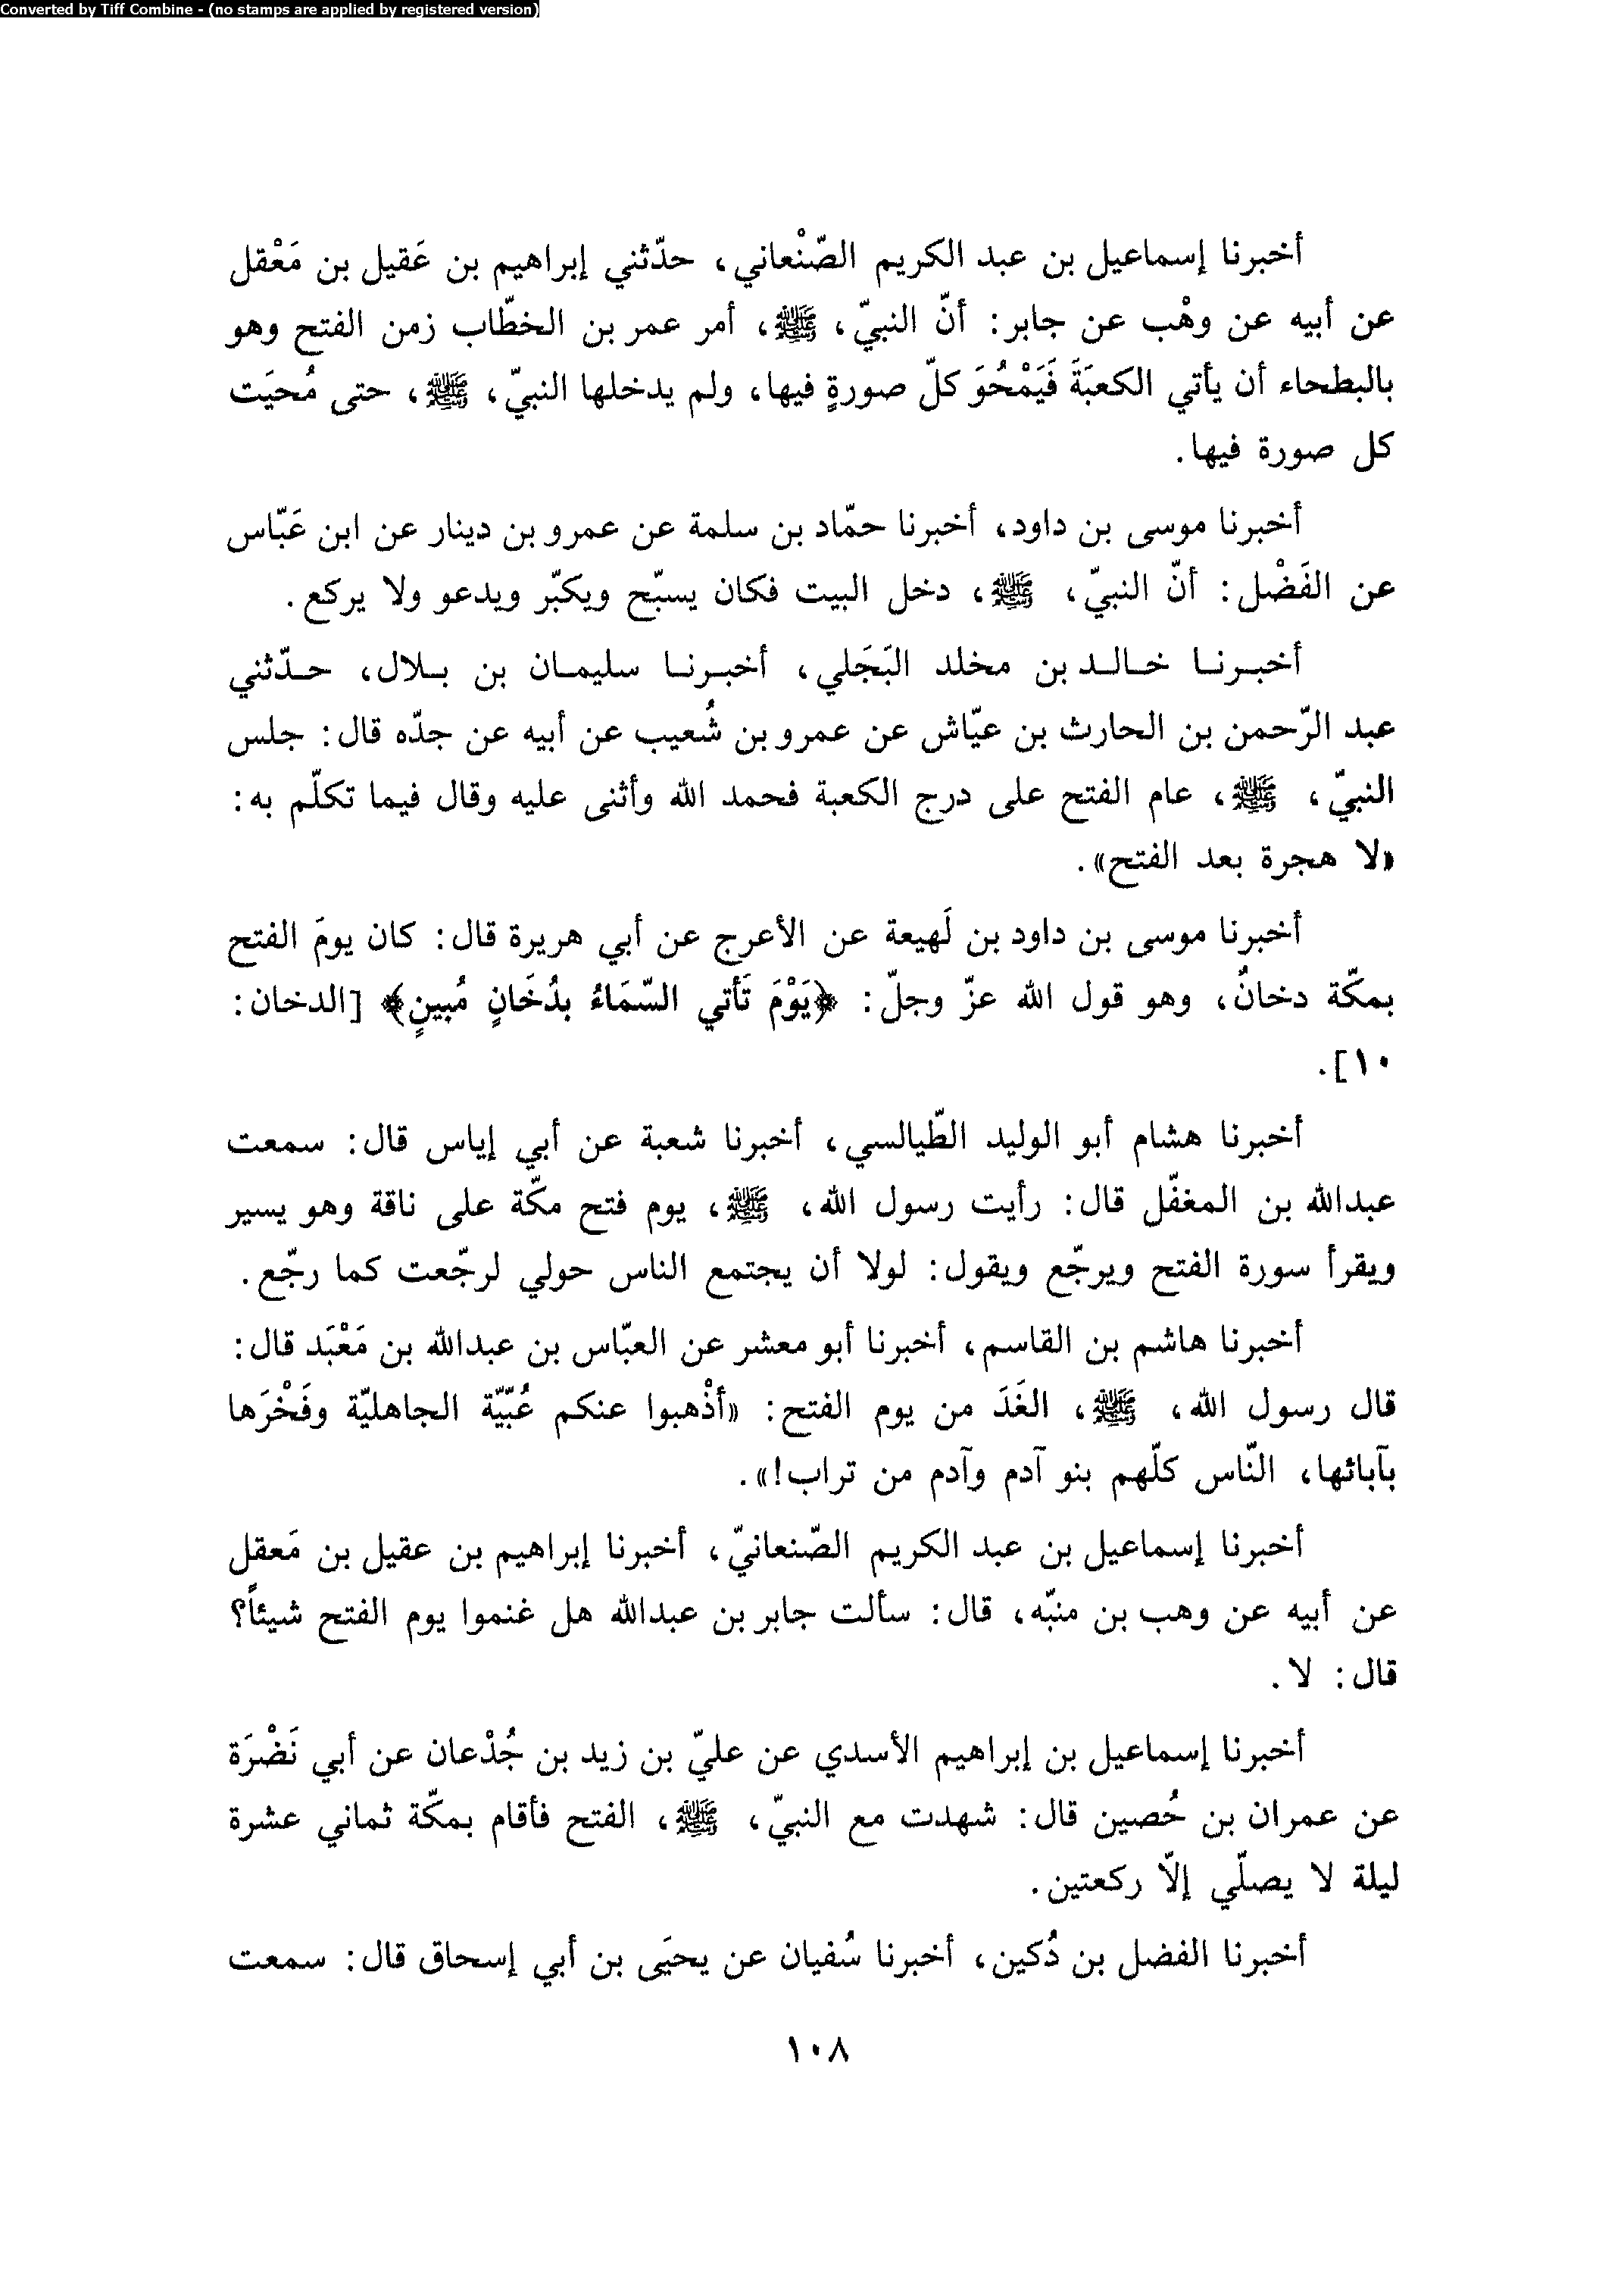 Converted by Tiff Combine - (no stamps are applied by registered version)
أخبرنا إسماعيل بن عبد الكريم الصّنْعاني، حدّثني إبراهيم بن عَقيل بن مَعْقل
عن أبيه عن وهْب عن جابر: أنّ النبيّ، ﷺ، أمر عمر بن الخطّاب زمن الفتح وهو
بالبطحاء أن يأتي الكعبَةَ فَيَمْحُوَ كلّ صورةٍ فيها، ولم يدخلها النبيّ، ﷺ، حتى مُحيَت
كل صورة فيها.
أخبرنا موسى بن داود، أخبرنا حمّاد بن سلمة عن عمرو بن دينار عن ابن عَبّاس
عن الفَضْل: أنّ النبيّ، ﷺ، دخل البيت فكان يسبّح ويكبّر ويدعو ولا يركع.
أخبرنا خالد بن مخلد البَجَلي، أخبرنا سليمان بن بلال، حدّثني
عبد الرّحمن بن الحارث بن عيّاش عن عمرو بن شُعيب عن أبيه عن جدّه قال: جلس
النبيّ، ﷺ، عام الفتح على درج الكعبة فحمد الله وأثنى عليه وقال فيما تكلّم به:
«لا هجرة بعد الفتح».
أخبرنا موسى بن داود بن لَهيعة عن الأعرج عن أبي هريرة قال: كان يومَ الفتح
بمكّة دخانٌ، وهو قول الله عزّ وجلّ: ﴿يَوْمَ تَأتي السّمَاءُ بدُخَانٍ مُبينٍ﴾ [الدخان:
١٠].
أخبرنا هشام أبو الوليد الطّيالسي، أخبرنا شعبة عن أبي إياس قال: سمعت
عبدالله بن المغفّل قال: رأيت رسول الله، ﷺ، يوم فتح مكّة على ناقة وهو يسير
ويقرأ سورة الفتح ويرجّع ويقول: لولا أن يجتمع الناس حولي لرجّعت كما رجّع.
أخبرنا هاشم بن القاسم، أخبرنا أبو معشر عن العبّاس بن عبدالله بن مَعْبَد قال:
قال رسول الله، ﷺ، الغَدَ من يوم الفتح: «أذْهبوا عنكم عُبّيّة الجاهليّة وفَخْرَها
بآبائها، النّاس كلّهم بنو آدم وآدم من تراب!».
أخبرنا إسماعيل بن عبد الكريم الصّنعانيّ، أخبرنا إبراهيم بن عقيل بن مَعقل
عن أبيه عن وهب بن منبّه، قال: سألت جابر بن عبدالله هل غنموا يوم الفتح شيئاً؟
قال: لا.
أخبرنا إسماعيل بن إبراهيم الأسدي عن عليّ بن زيد بن جُدْعان عن أبي نَضْرَة
عن عمران بن حُصين قال: شهدت مع النبيّ، ﷺ، الفتح فأقام بمكّة ثماني عشرة
ليلة لا يصلّي إلاّ ركعتين.
أخبرنا الفضل بن دُكين، أخبرنا سُفيان عن يحيَى بن أبي إسحاق قال: سمعت
١٠٨